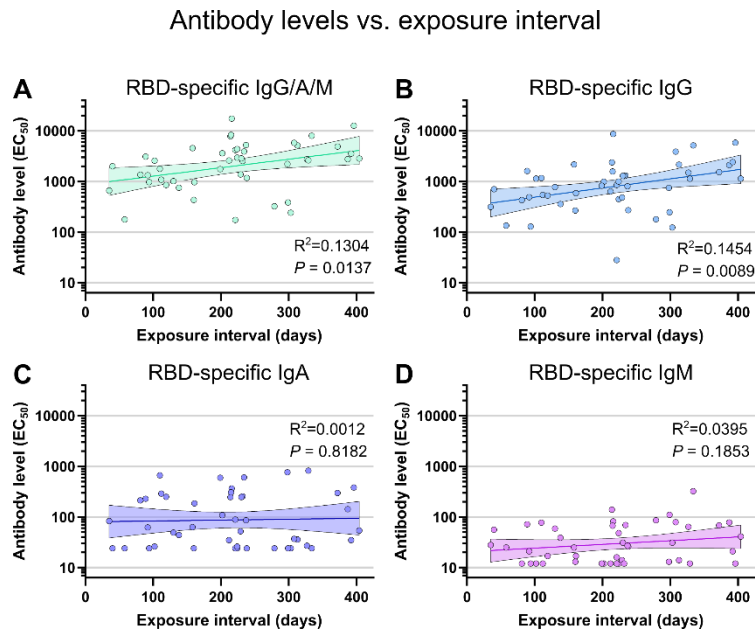 Antibody levels vs. exposure interval
A
RBD-specific IgG/A/M
Antibody level (EC₅₀)
10000
1000
100
10
R²=0.1304
P = 0.0137
0 100 200 300 400
Exposure interval (days)
B
RBD-specific IgG
Antibody level (EC₅₀)
10000
1000
100
10
R²=0.1454
P = 0.0089
0 100 200 300 400
Exposure interval (days)
C
RBD-specific IgA
Antibody level (EC₅₀)
10000
1000
100
10
R²=0.0012
P = 0.8182
0 100 200 300 400
Exposure interval (days)
D
RBD-specific IgM
Antibody level (EC₅₀)
10000
1000
100
10
R²=0.0395
P = 0.1853
0 100 200 300 400
Exposure interval (days)